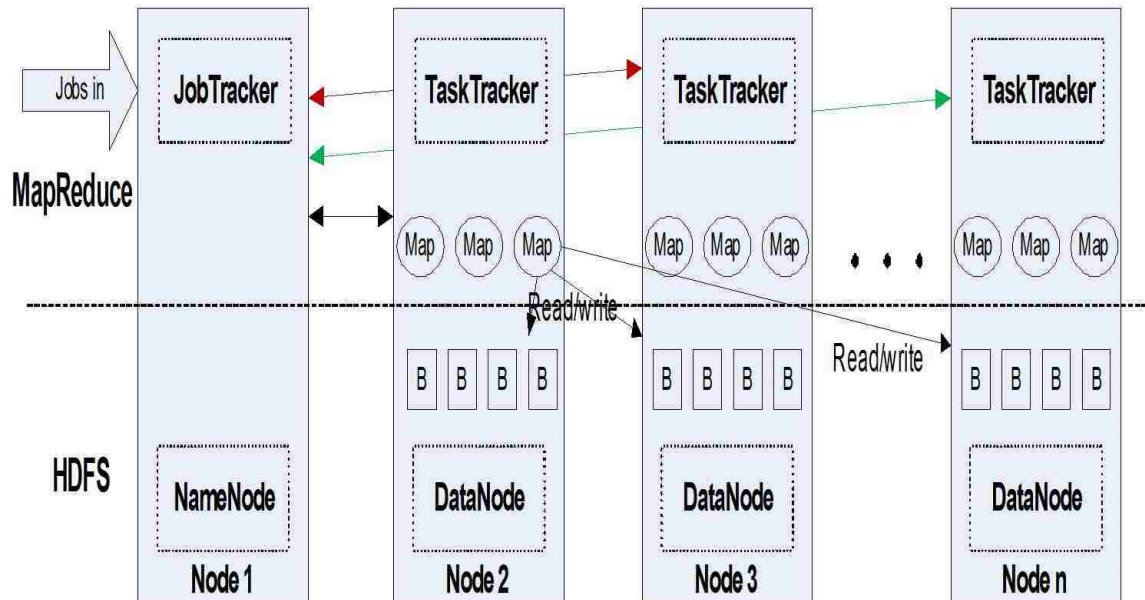 Jobs in
JobTracker
TaskTracker
TaskTracker
TaskTracker
MapReduce
Map Map Map
Map Map Map
. . .
Map Map Map
Read/write
Read/write
B B B B
B B B B
B B B B
HDFS
NameNode
DataNode
DataNode
DataNode
Node 1
Node 2
Node 3
Node n